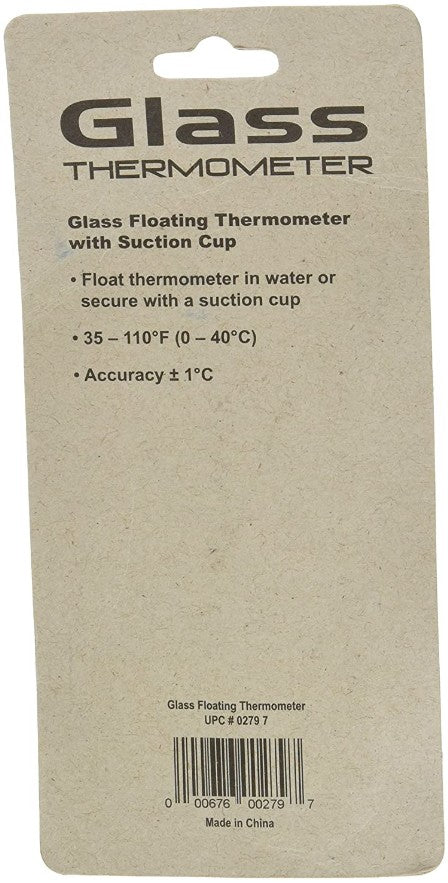 Glass
THERMOMETER
Glass Floating Thermometer
with Suction Cup
• Float thermometer in water or
secure with a suction cup
• 35 – 110°F (0 – 40°C)
• Accuracy ± 1°C
Glass Floating Thermometer
UPC # 0279 7
0 00676 00279 7
Made in China